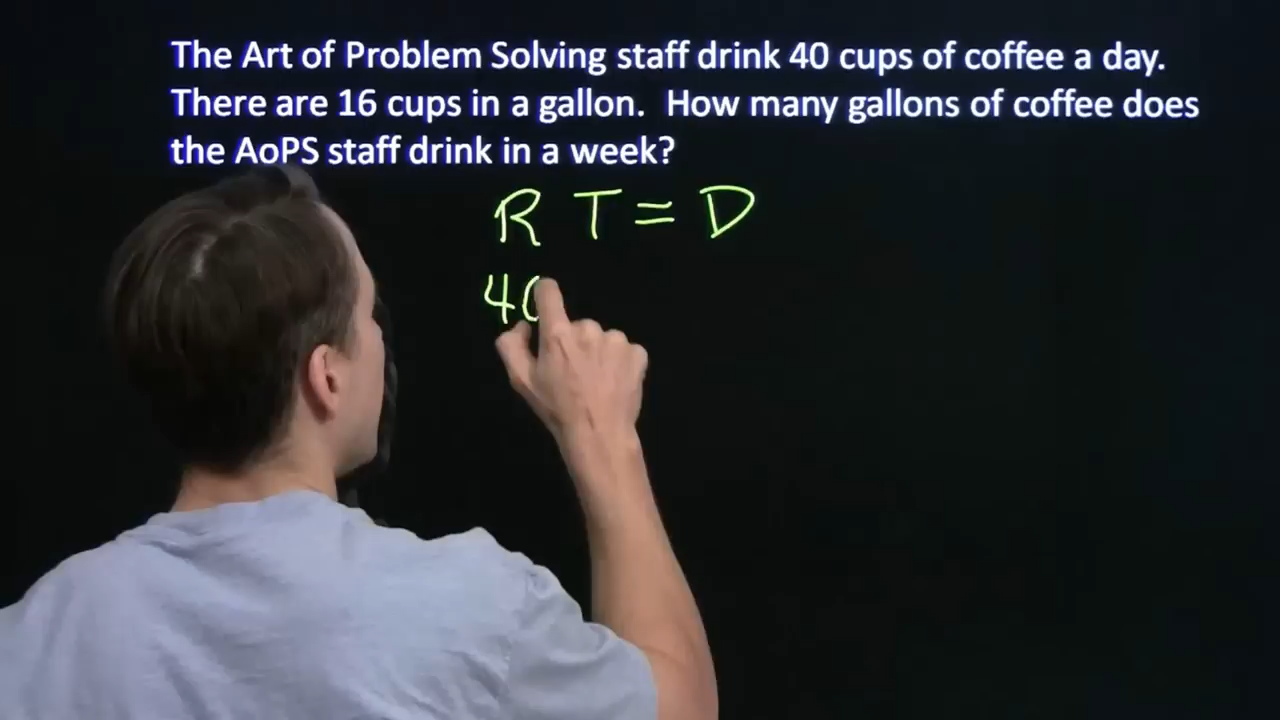 The Art of Problem Solving staff drink 40 cups of coffee a day.
There are 16 cups in a gallon. How many gallons of coffee does
the AoPS staff drink in a week?
R T = D
40